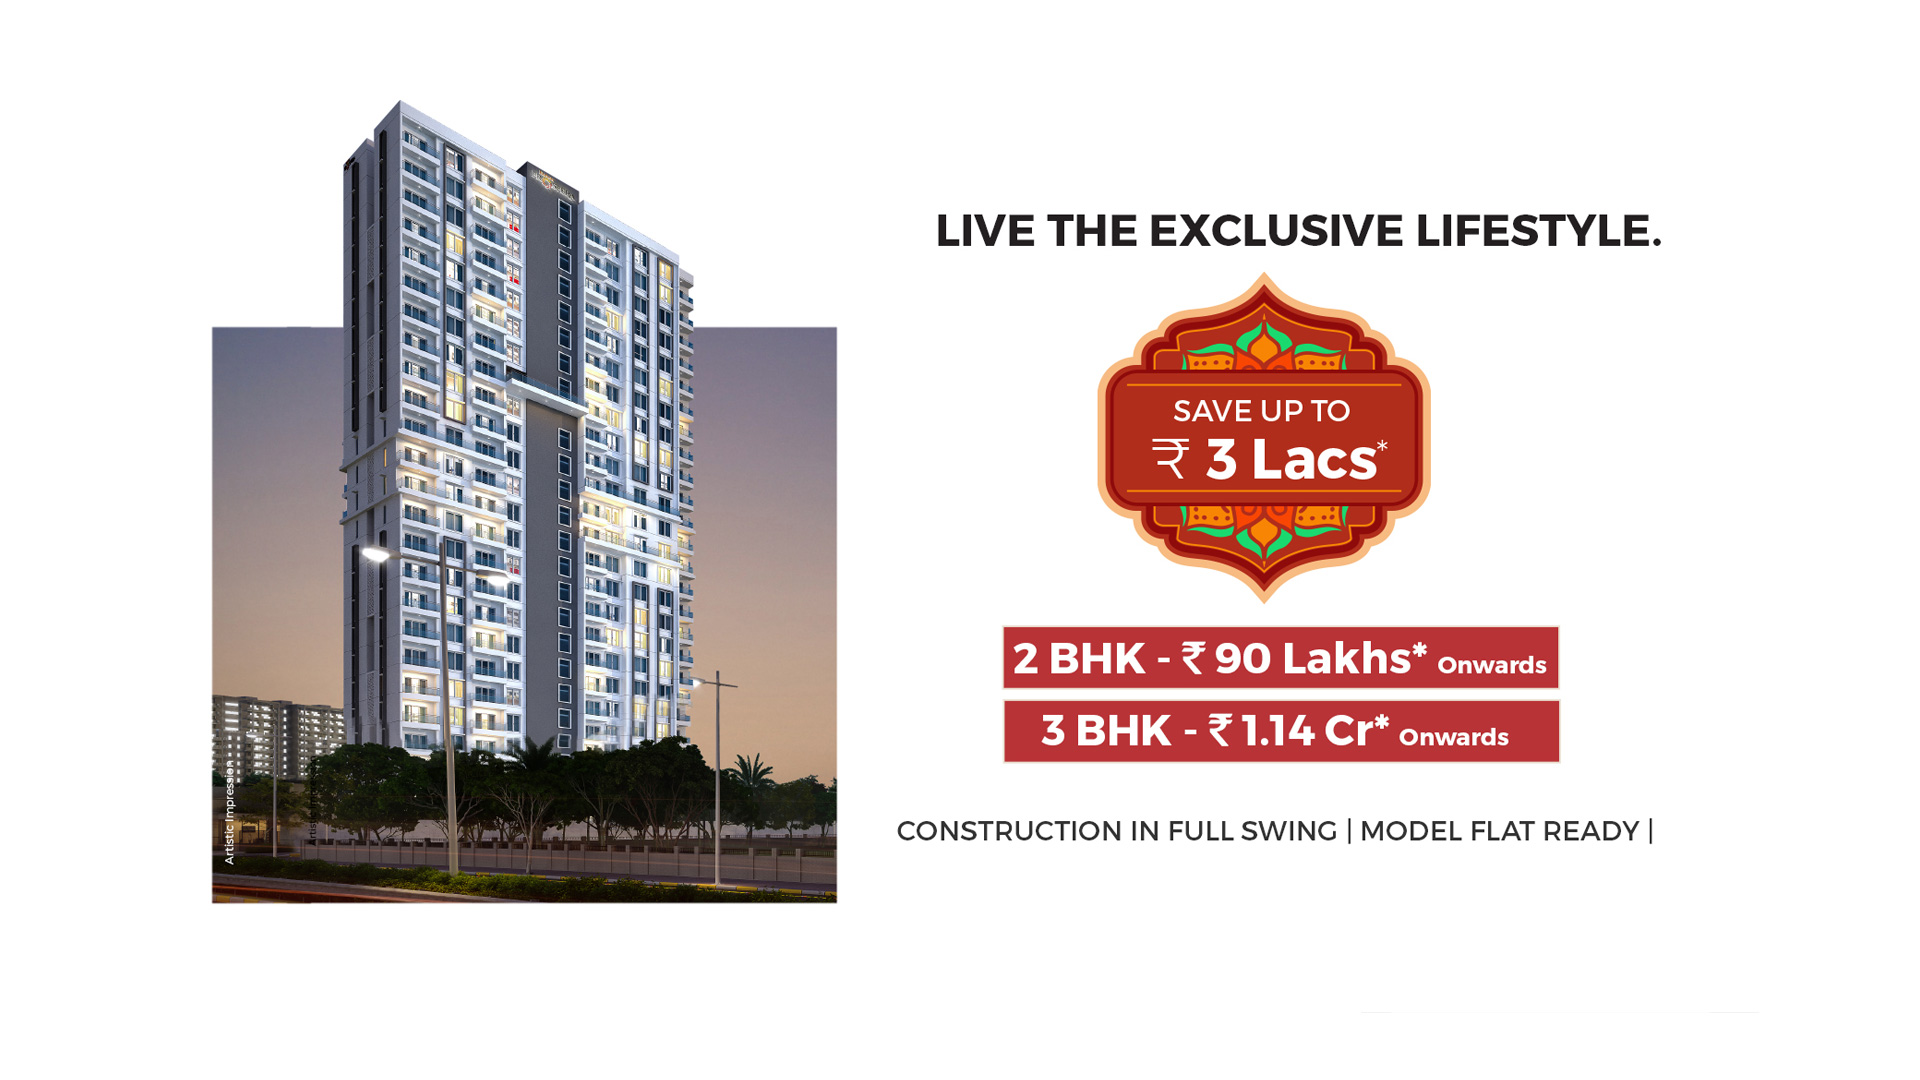 LIVE THE EXCLUSIVE LIFESTYLE.
SAVE UP TO
₹ 3 Lacs*
2 BHK - ₹ 90 Lakhs* Onwards
3 BHK - ₹ 1.14 Cr* Onwards
CONSTRUCTION IN FULL SWING | MODEL FLAT READY |
Artistic Impression